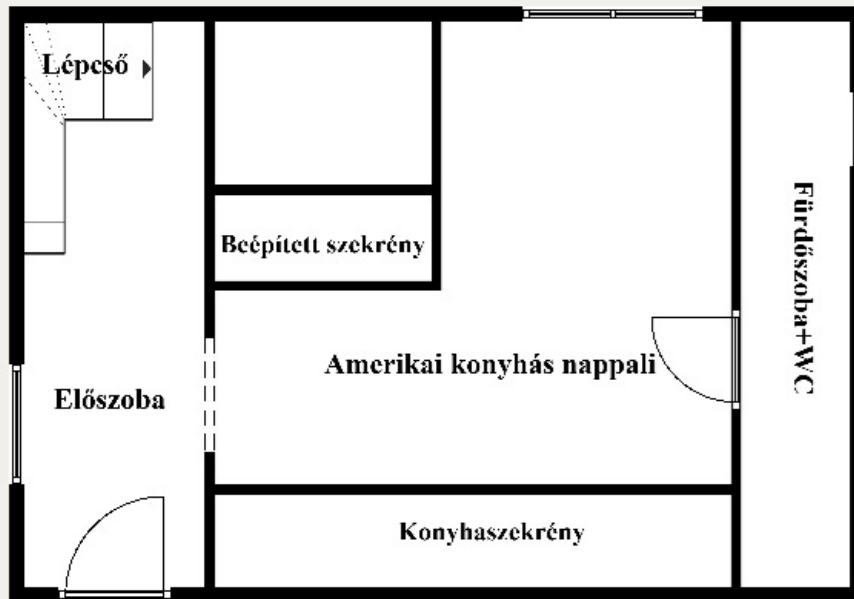 Lépcső
Beépített szekrény
Amerikai konyhás nappali
Előszoba
Fürdőszoba+WC
Konyhaszekrény